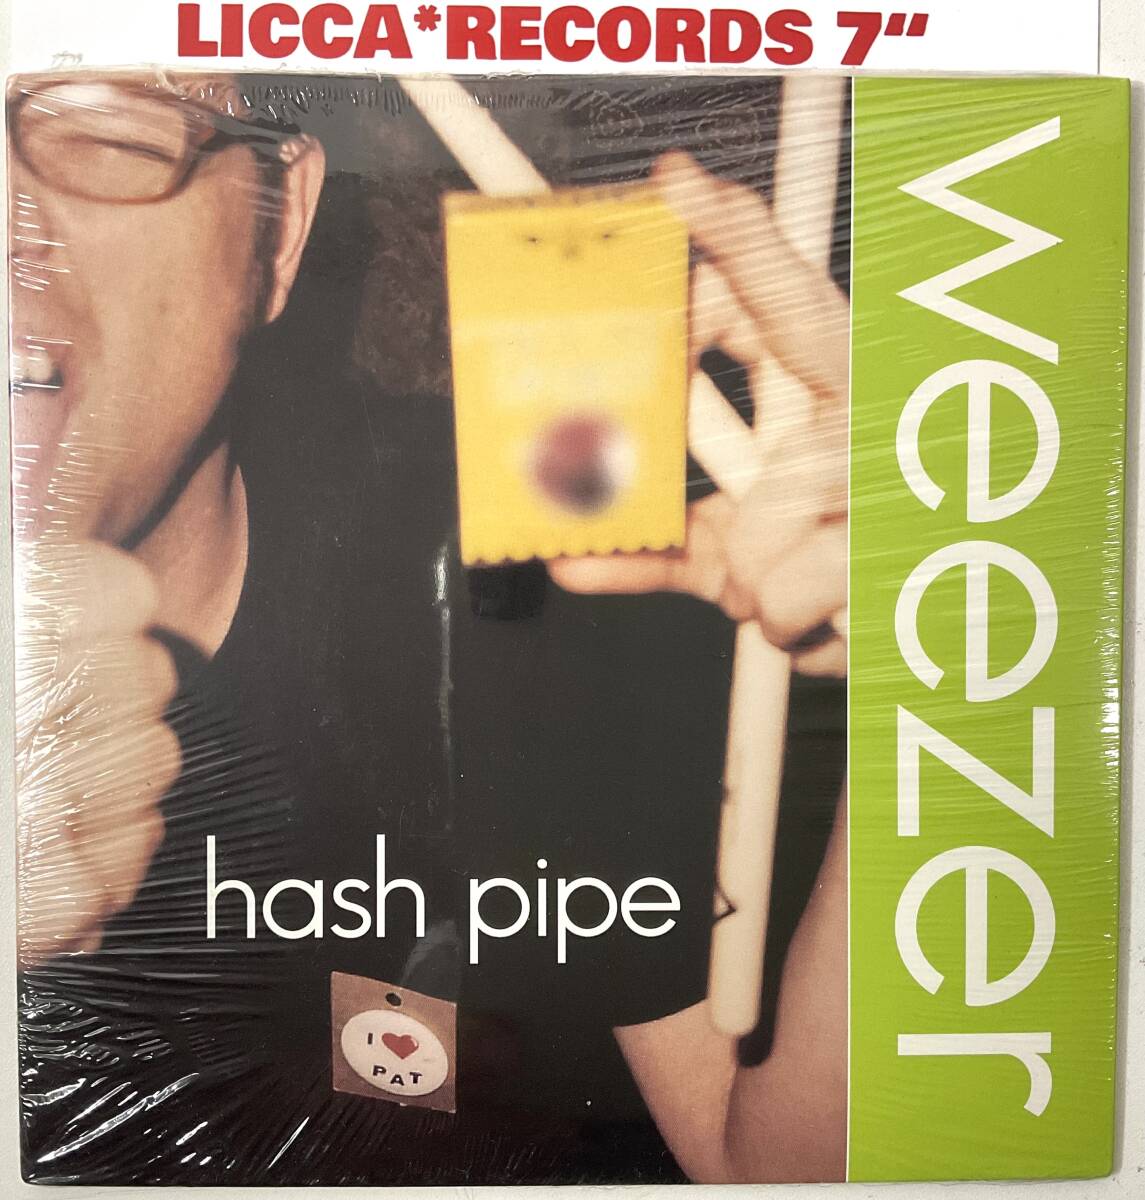 LICCA*RECORDS 7"
weezer
hash pipe
I ♥
PAT